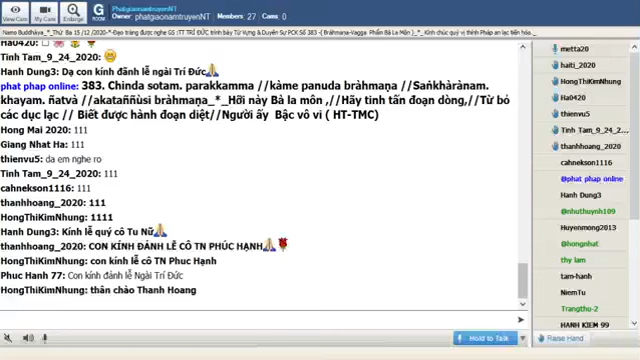 View Cam
My Cam
Enlarge
G
ROOM
PhatgiaonamtruyenNT
Owner: phatgiaonamtruyenNT
Members : 27
Cams : 0
Namo Buddhàya_*_Thứ Ba 15 /12 /2020-*-Đạo tràng được nghe GS :TT TRÍ ĐỨC trình bày Từ Vựng & Duyên Sự PCK Số 383 -( Bràhmaṇa-Vagga Phẩn Bà La Môn )_*_Kính chúc quý vị thính Pháp an lạc tiến hóa._
Ha0420:
Tinh Tam_9_24_2020:
Hanh Dung3: Dạ con kính đãnh lễ ngài Trí Đức
phat phap online: 383. Chinda sotaṃ. parakkamma //kàme panuda bràhmaṇa //Saṅkhàrànaṃ.
khayaṃ. ñatvà //akataññùsi bràhmaṇa_*_Hỡi này Bà la môn ,//Hãy tinh tấn đoạn dòng,//Từ bỏ
các dục lạc // Biết được hành đoạn diệt//Người ấy Bậc vô vi ( HT-TMC)
Hong Mai 2020: 111
Giang Nhat Ha: 111
thienvu5: da em nghe ro
Tinh Tam_9_24_2020: 111
cahnekson1116: 111
thanhhoang_2020: 111
HongThiKimNhung: 1111
Hanh Dung3: Kính lễ quý cô Tu Nữ
thanhhoang_2020: CON KÍNH ĐẢNH LỄ CÔ TN PHÚC HẠNH
HongThiKimNhung: con kính lễ cô TN Phuc Hạnh
Phuc Hanh 77: Con kính đảnh lễ Ngài Trí Đức
HongThiKimNhung: thân chào Thanh Hoang
Hold to Talk
Raise Hand
metta20
haiti_2020
HongThiKimNhung
Ha0420
thienvu5
Tinh Tam_9_24_2...
thanhhoang_2020
cahnekson1116
@phat phap online
Hanh Dung3
@nhuthuynh109
Huyenmong2013
@hongnhat
thy lam
tam-hanh
NiemTu
Trangthu-2
HANH KIEM 99